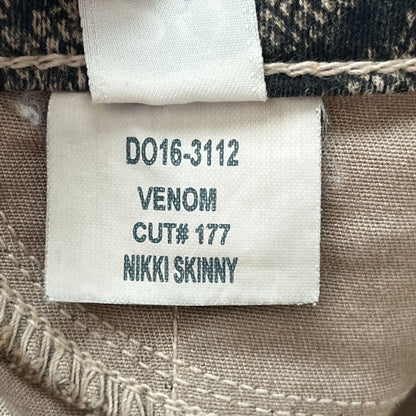 DO16-3112
VENOM
CUT# 177
NIKKI SKINNY